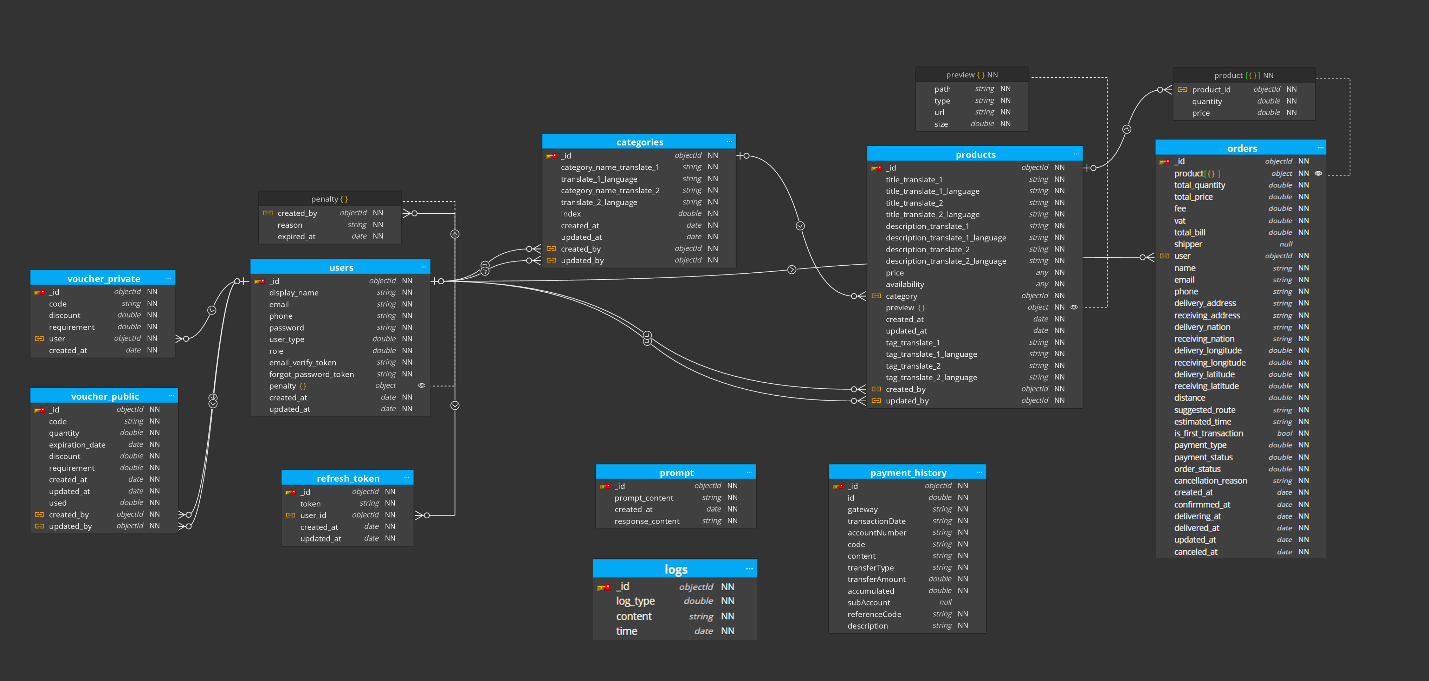 voucher_private ...
_id objectId NN
code string NN
discount double NN
requirement double NN
user objectId NN
created_at date NN
voucher_public ...
_id objectId NN
code string NN
quantity double NN
expiration_date date NN
discount double NN
requirement double NN
created_at date NN
updated_at date NN
used double NN
created_by objectId NN
updated_by objectId NN
penalty {}
created_by objectId NN
reason string NN
expired_at date NN
users ...
_id objectId NN
display_name string NN
email string NN
phone string NN
password string NN
user_type double NN
role double NN
email_verify_token string NN
forgot_password_token string NN
penalty {} object
created_at date NN
updated_at date NN
refresh_token ...
_id objectId NN
token string NN
user_id objectId NN
created_at date NN
updated_at date NN
categories ...
_id objectId NN
category_name_translate_1 string NN
translate_1_language string NN
category_name_translate_2 string NN
translate_2_language string NN
index double NN
created_at date NN
updated_at date NN
created_by objectId NN
updated_by objectId NN
prompt ...
_id objectId NN
prompt_content string NN
created_at date NN
response_content string NN
logs ...
_id objectId NN
log_type double NN
content string NN
time date NN
preview {} NN
path string NN
type string NN
url string NN
size double NN
products ...
_id objectId NN
title_translate_1 string NN
title_translate_1_language string NN
title_translate_2 string NN
title_translate_2_language string NN
description_translate_1 string NN
description_translate_1_language string NN
description_translate_2 string NN
description_translate_2_language string NN
price any NN
availability any NN
category objectId NN
preview {} object NN
created_at date NN
updated_at date NN
tag_translate_1 string NN
tag_translate_1_language string NN
tag_translate_2 string NN
tag_translate_2_language string NN
created_by objectId NN
updated_by objectId NN
payment_history ...
_id objectId NN
id double NN
gateway string NN
transactionDate string NN
accountNumber string NN
code string NN
content string NN
transferType string NN
transferAmount double NN
accumulated double NN
subAccount null
referenceCode string NN
description string NN
product [{}] NN
product_id objectId NN
quantity double NN
price double NN
orders ...
_id objectId NN
product[{} ] object NN
total_quantity double NN
total_price double NN
fee double NN
vat double NN
total_bill double NN
shipper null
user objectId NN
name string NN
email string NN
phone string NN
delivery_address string NN
receiving_address string NN
delivery_nation string NN
receiving_nation string NN
delivery_longitude double NN
receiving_longitude double NN
delivery_latitude double NN
receiving_latitude double NN
distance double NN
suggested_route string NN
estimated_time string NN
is_first_transaction bool NN
payment_type double NN
payment_status double NN
order_status double NN
cancellation_reason string NN
created_at date NN
confirmmed_at date NN
delivering_at date NN
delivered_at date NN
updated_at date NN
canceled_at date NN